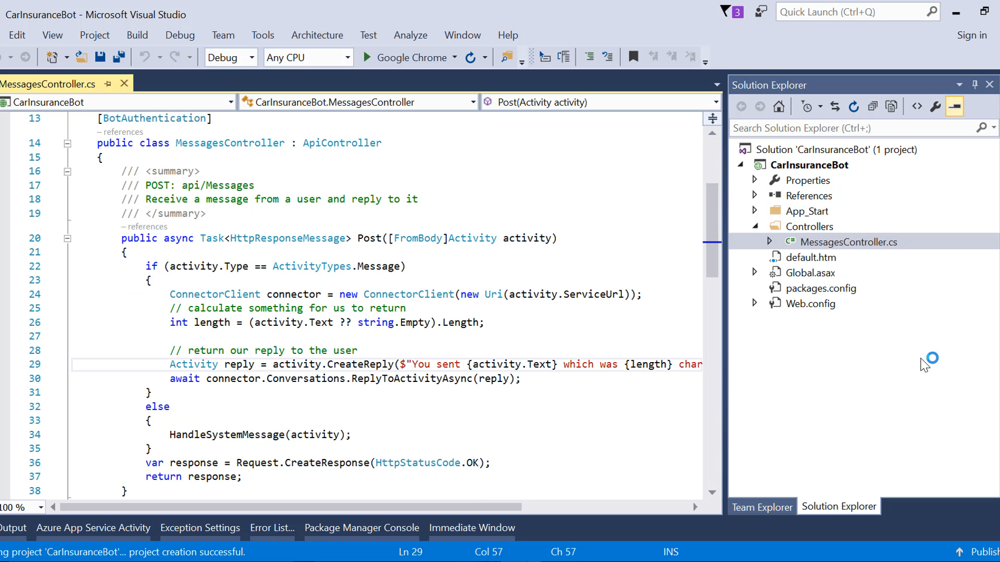 CarInsuranceBot - Microsoft Visual Studio
3
Quick Launch (Ctrl+Q)
Edit View Project Build Debug Team Tools Architecture Test Analyze Window Help
Sign in
Debug Any CPU Google Chrome
MessagesController.cs
CarInsuranceBot CarInsuranceBot.MessagesController Post(Activity activity)
13 [BotAuthentication]
– references
14 public class MessagesController : ApiController
15 {
16 /// <summary>
17 /// POST: api/Messages
18 /// Receive a message from a user and reply to it
19 /// </summary>
– references
20 public async Task<HttpResponseMessage> Post([FromBody]Activity activity)
21 {
22 if (activity.Type == ActivityTypes.Message)
23 {
24 ConnectorClient connector = new ConnectorClient(new Uri(activity.ServiceUrl));
25 // calculate something for us to return
26 int length = (activity.Text ?? string.Empty).Length;
27
28 // return our reply to the user
29 Activity reply = activity.CreateReply($"You sent {activity.Text} which was {length} char
30 await connector.Conversations.ReplyToActivityAsync(reply);
31 }
32 else
33 {
34 HandleSystemMessage(activity);
35 }
36 var response = Request.CreateResponse(HttpStatusCode.OK);
37 return response;
38 }
100 %
Solution Explorer
Search Solution Explorer (Ctrl+;)
Solution 'CarInsuranceBot' (1 project)
CarInsuranceBot
Properties
References
App_Start
Controllers
C# MessagesController.cs
default.htm
Global.asax
packages.config
Web.config
Team Explorer Solution Explorer
Output Azure App Service Activity Exception Settings Error List... Package Manager Console Immediate Window
ng project 'CarInsuranceBot'... project creation successful. Ln 29 Col 57 Ch 57 INS Publish